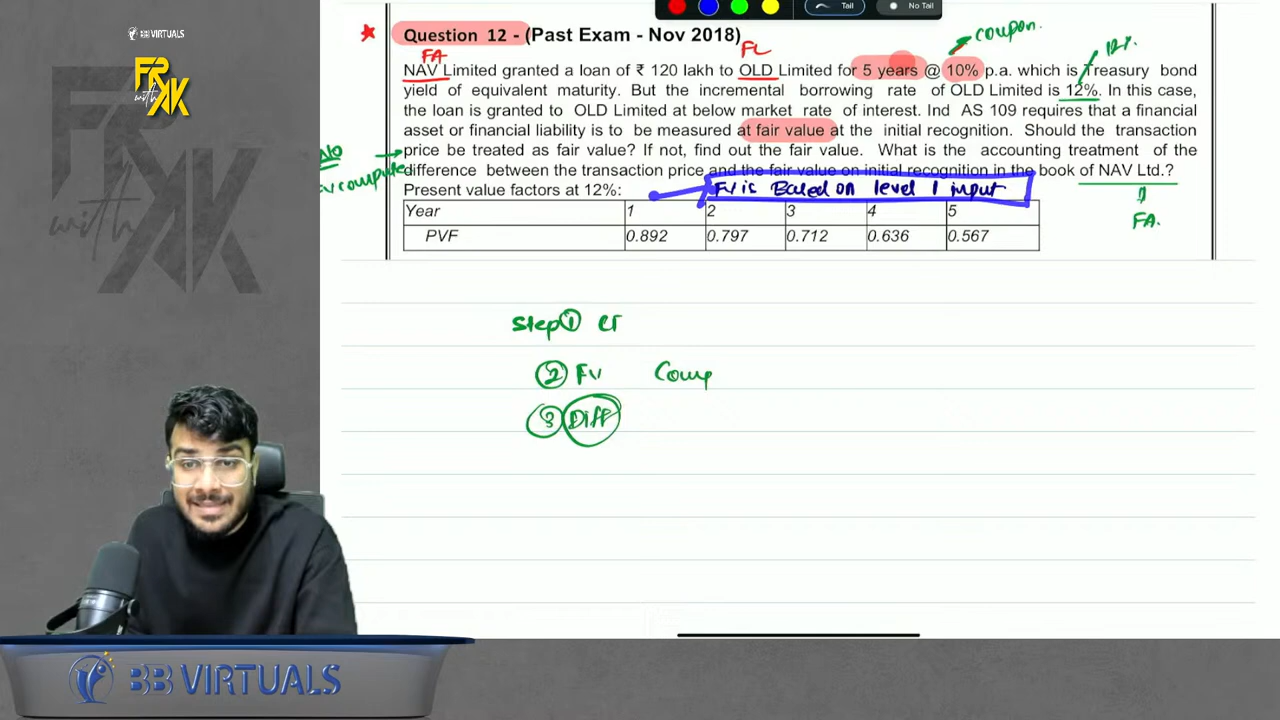 BB VIRTUALS
FR
with AK
FR
with
AK
Tail
No Tail
Question 12 - (Past Exam - Nov 2018)
coupon.
FA
FL
NAV Limited granted a loan of ₹ 120 lakh to OLD Limited for 5 years @ 10% p.a. which is Treasury bond
yield of equivalent maturity. But the incremental borrowing rate of OLD Limited is 12%. In this case,
the loan is granted to OLD Limited at below market rate of interest. Ind AS 109 requires that a financial
asset or financial liability is to be measured at fair value at the initial recognition. Should the transaction
price be treated as fair value? If not, find out the fair value. What is the accounting treatment of the
difference between the transaction price and the fair value on initial recognition in the book of NAV Ltd.?
No
compute
Present value factors at 12%:
FV is Based on level 1 input
FA.
Year 1 2 3 4 5
PVF 0.892 0.797 0.712 0.636 0.567
Step ①
② FV Comp
③ Diff
BB VIRTUALS